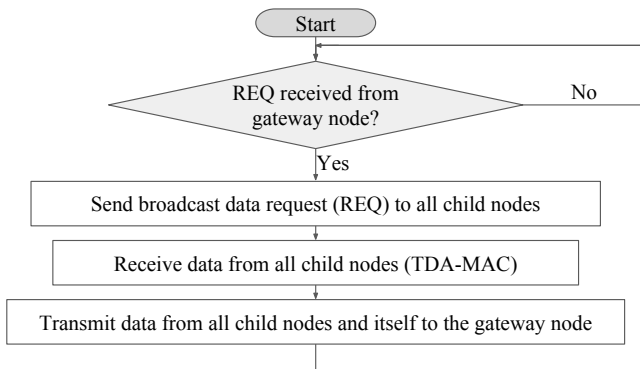 Start
REQ received from
gateway node?
No
Yes
Send broadcast data request (REQ) to all child nodes
Receive data from all child nodes (TDA-MAC)
Transmit data from all child nodes and itself to the gateway node